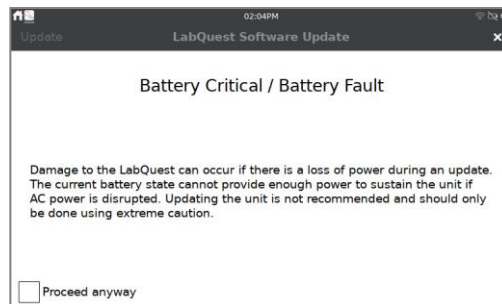 02:04PM
Update LabQuest Software Update x
Battery Critical / Battery Fault
Damage to the LabQuest can occur if there is a loss of power during an update.
The current battery state cannot provide enough power to sustain the unit if
AC power is disrupted. Updating the unit is not recommended and should only
be done using extreme caution.
Proceed anyway